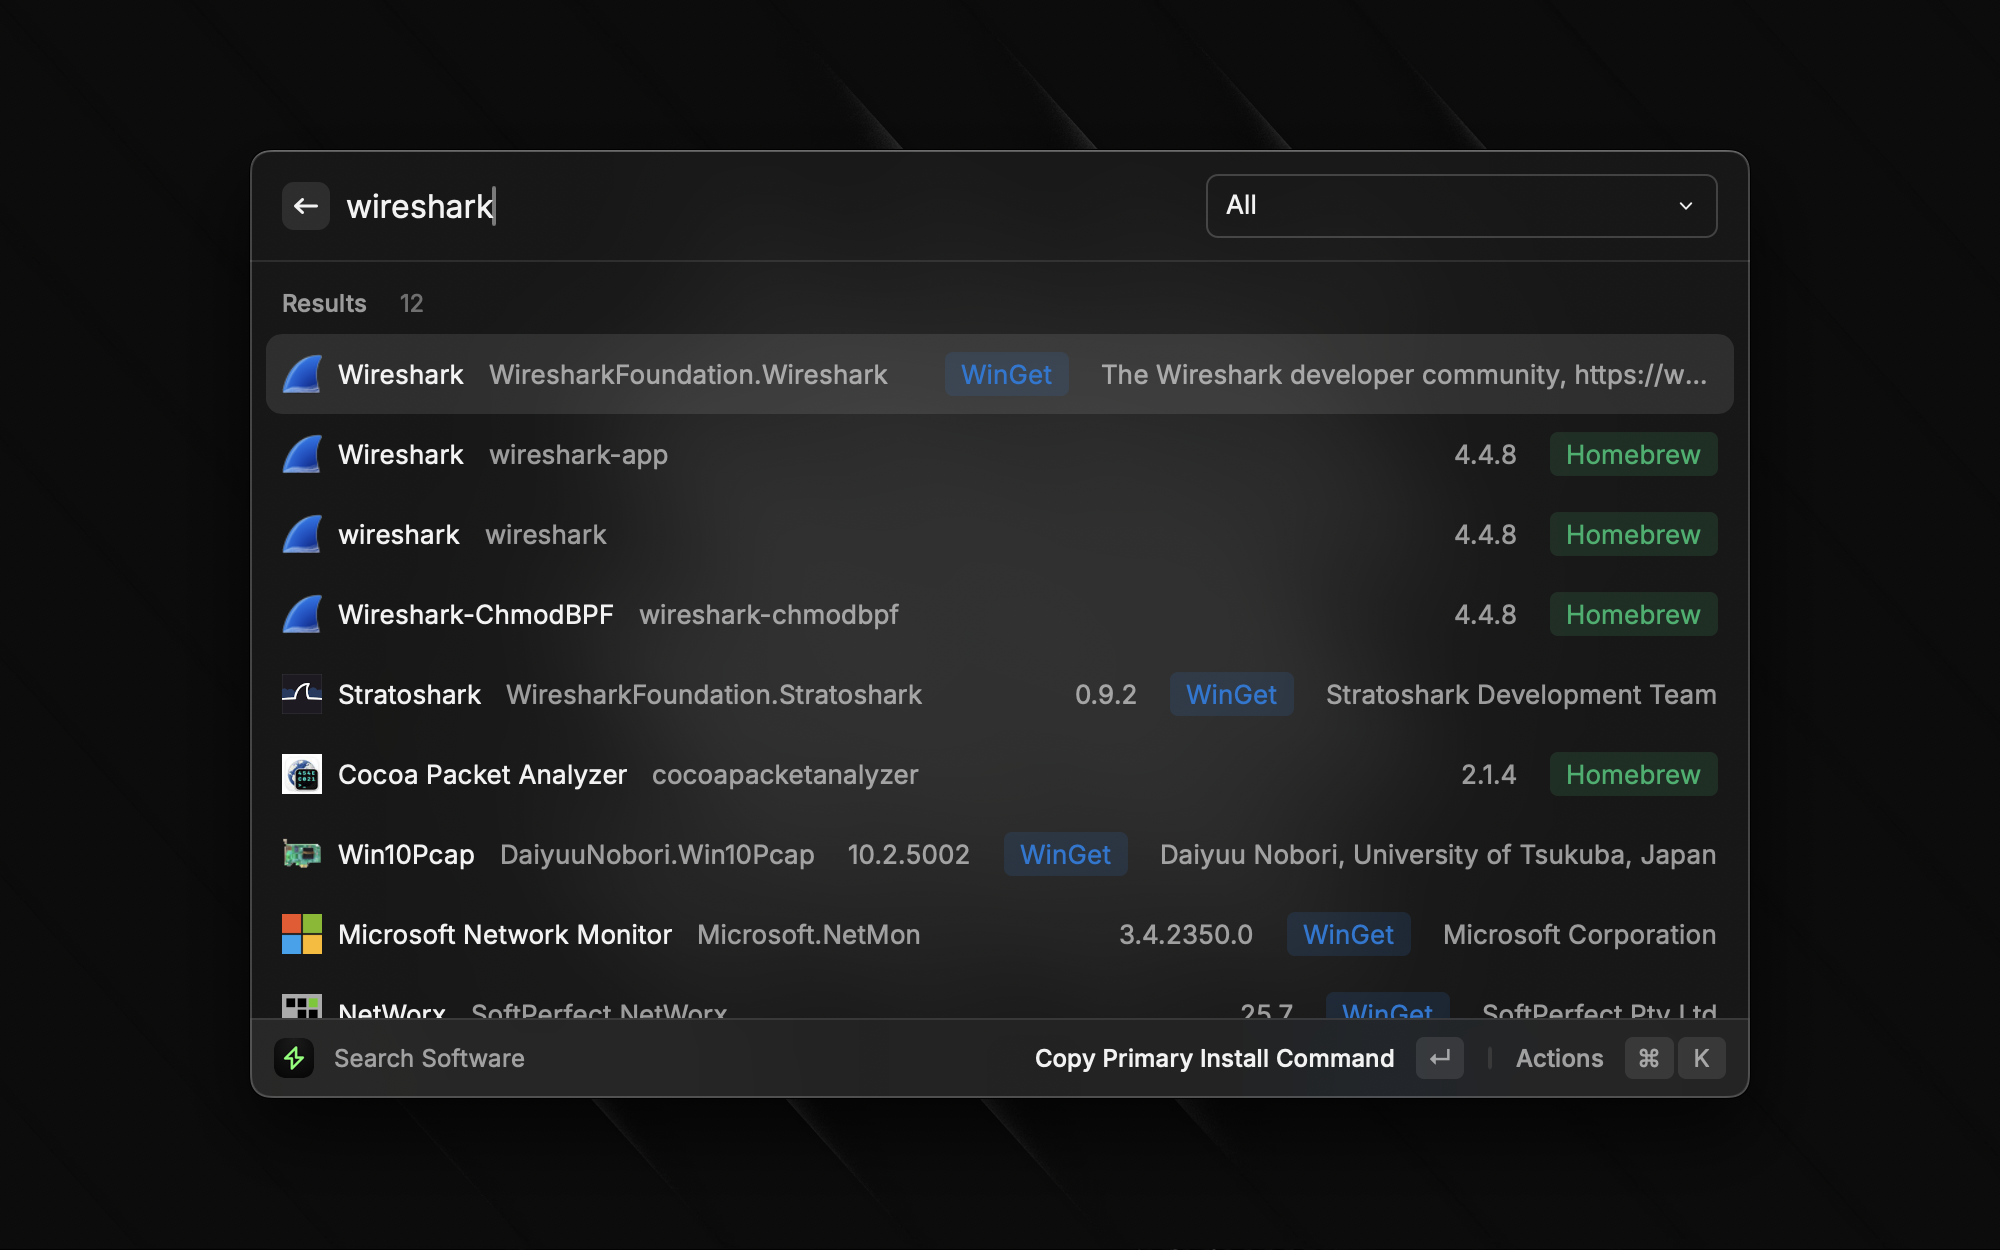 wireshark
All
Results 12
Wireshark WiresharkFoundation.Wireshark WinGet The Wireshark developer community, https://w...
Wireshark wireshark-app 4.4.8 Homebrew
wireshark wireshark 4.4.8 Homebrew
Wireshark-ChmodBPF wireshark-chmodbpf 4.4.8 Homebrew
Stratoshark WiresharkFoundation.Stratoshark 0.9.2 WinGet Stratoshark Development Team
Cocoa Packet Analyzer cocoapacketanalyzer 2.1.4 Homebrew
Win10Pcap DaiyuuNobori.Win10Pcap 10.2.5002 WinGet Daiyuu Nobori, University of Tsukuba, Japan
Microsoft Network Monitor Microsoft.NetMon 3.4.2350.0 WinGet Microsoft Corporation
NetWorx SoftPerfect.NetWorx 25.7 WinGet SoftPerfect Pty Ltd
Search Software Copy Primary Install Command ↵ Actions ⌘ K